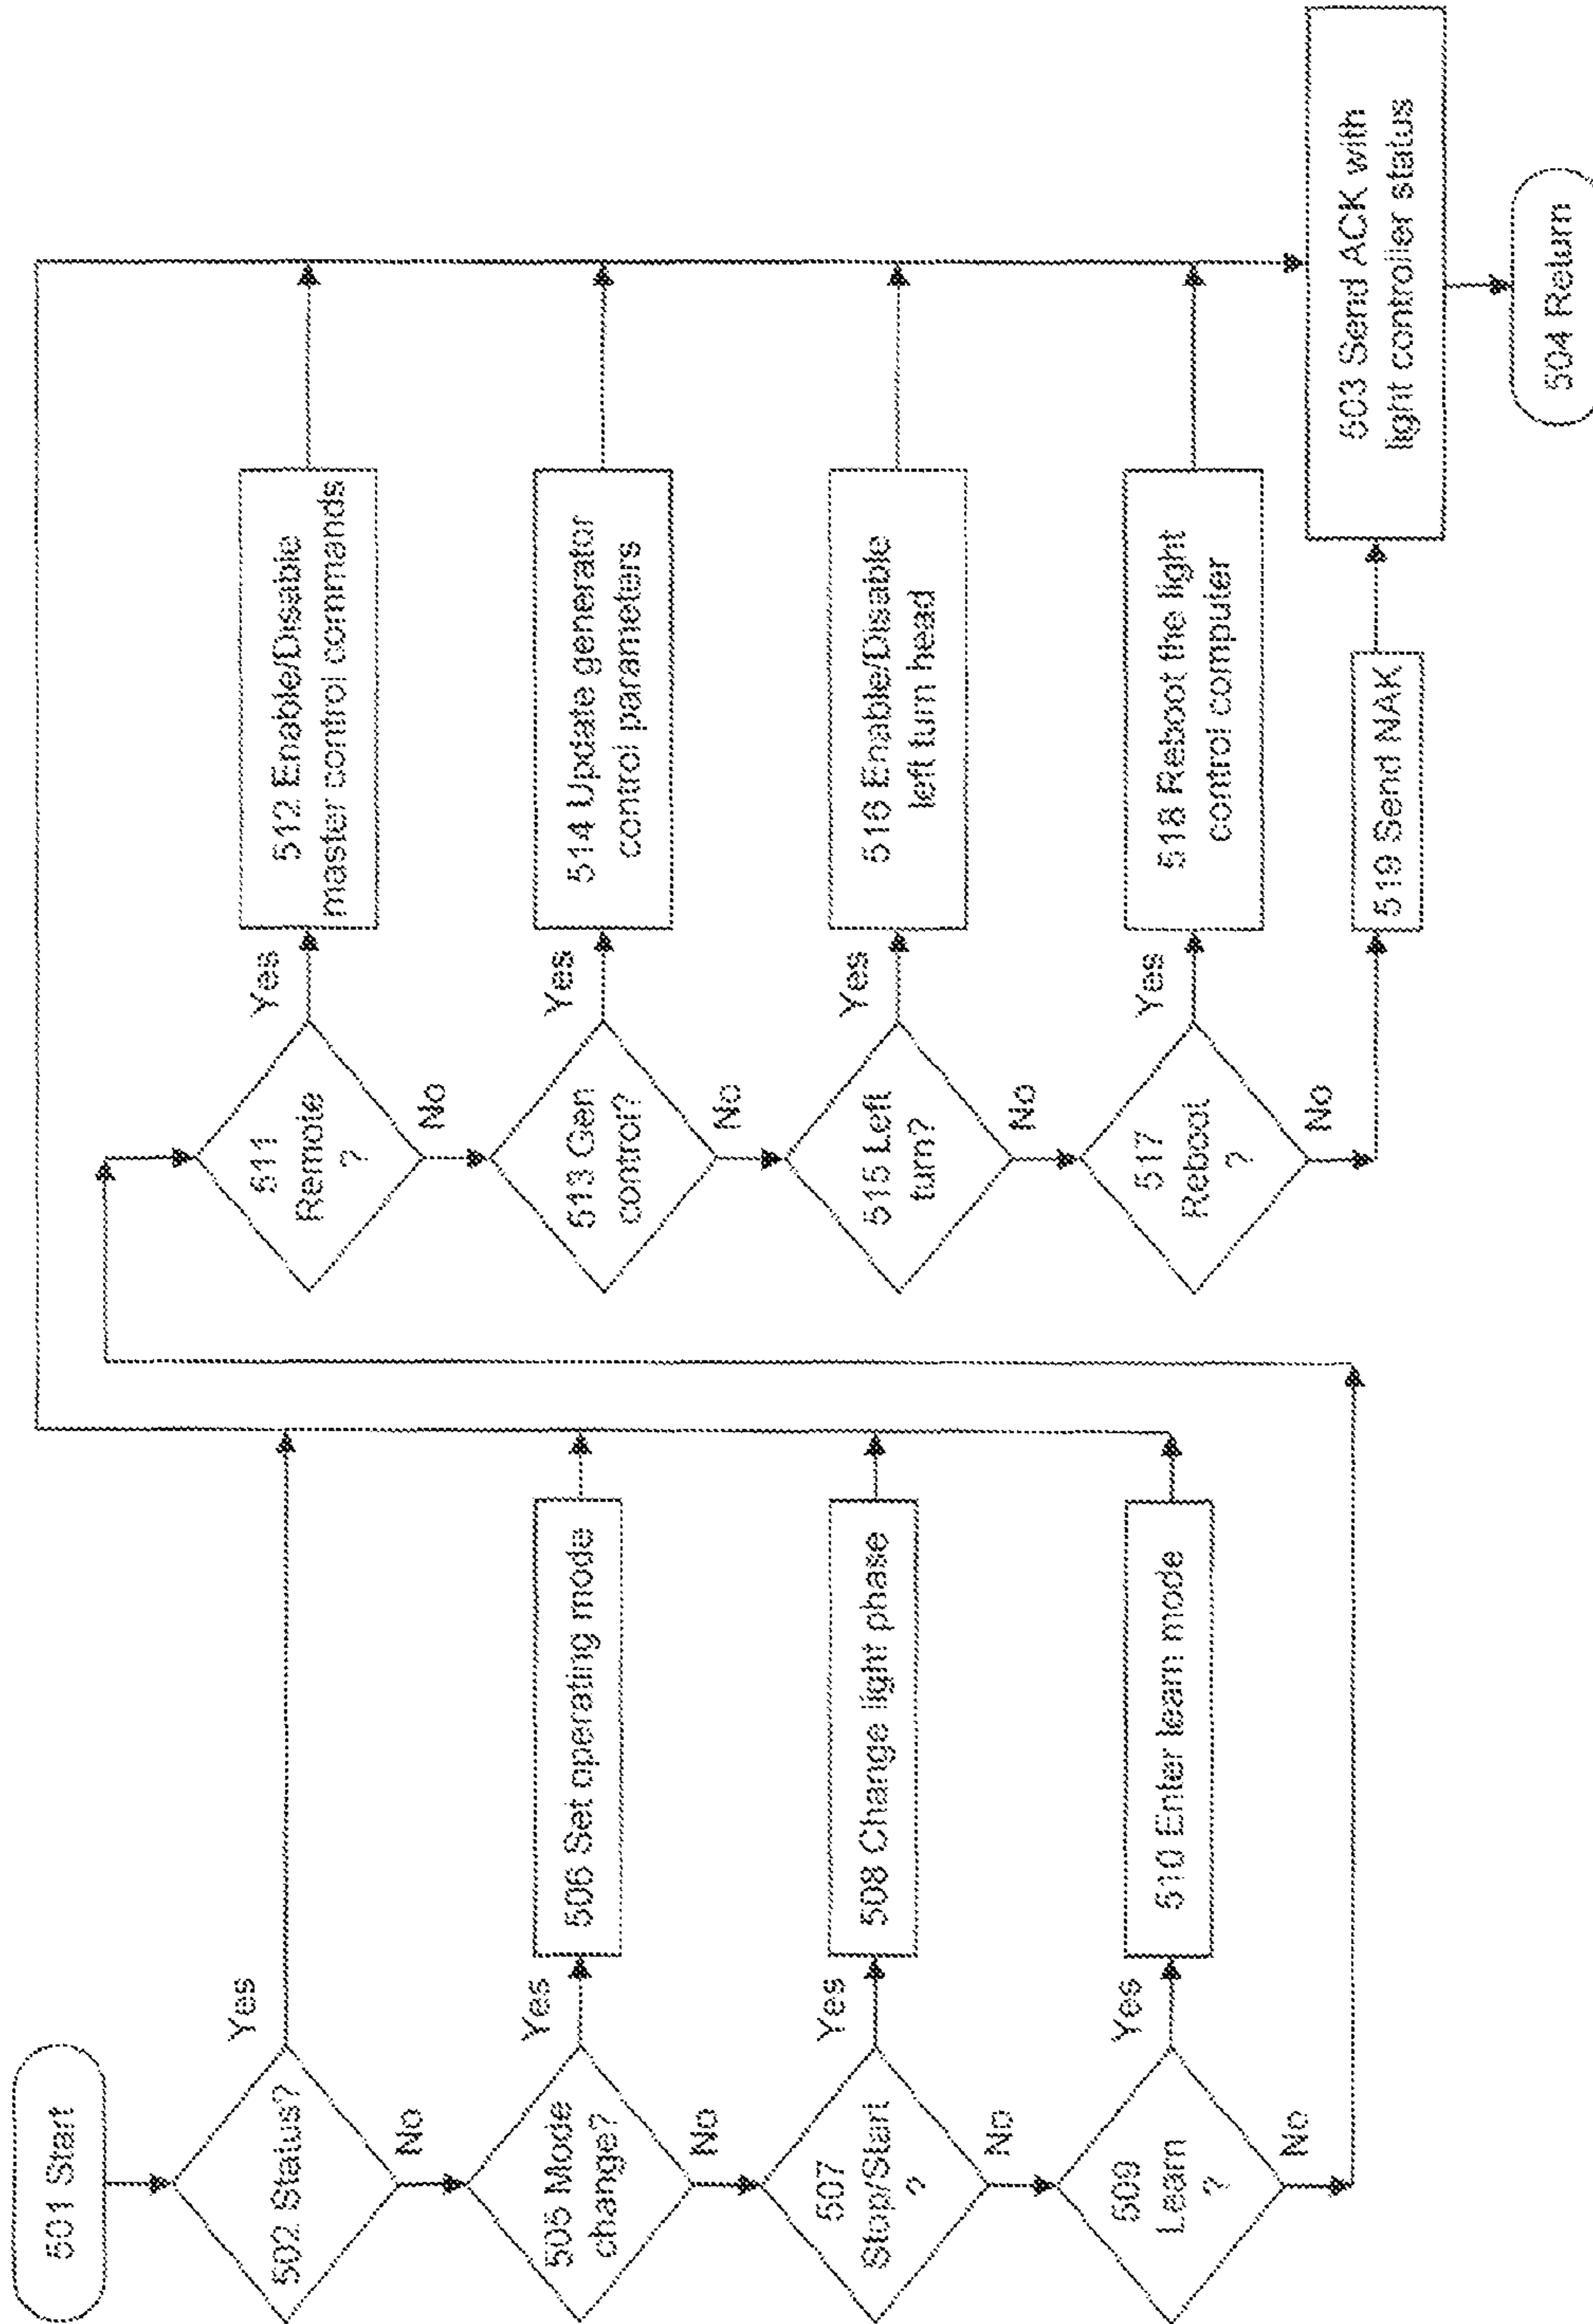 501 Start
502 Status?
Yes
No
505 Mode
change?
Yes
506 Set operating mode
No
507
Stop/Start
?
Yes
508 Change light phase
No
509
Learn
?
Yes
510 Enter learn mode
No
511
Remote
?
Yes
512 Enable/Disable
master control commands
No
513 Gen
control?
Yes
514 Update generator
control parameters
No
515 Left
turn?
Yes
516 Enable/Disable
left turn head
No
517
Reboot
?
Yes
518 Reboot the light
control computer
No
519 Send NAK
503 Send ACK with
light controller status
504 Return